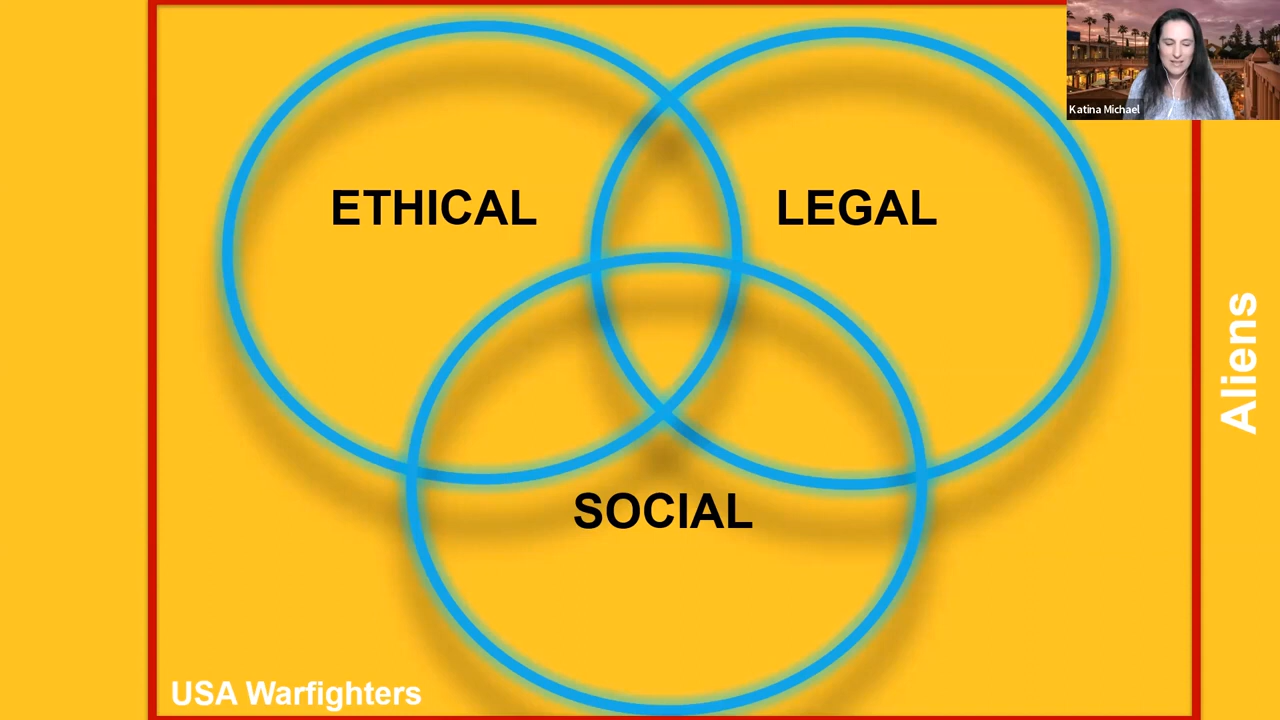 Katina Michael
ETHICAL
LEGAL
Aliens
SOCIAL
USA Warfighters